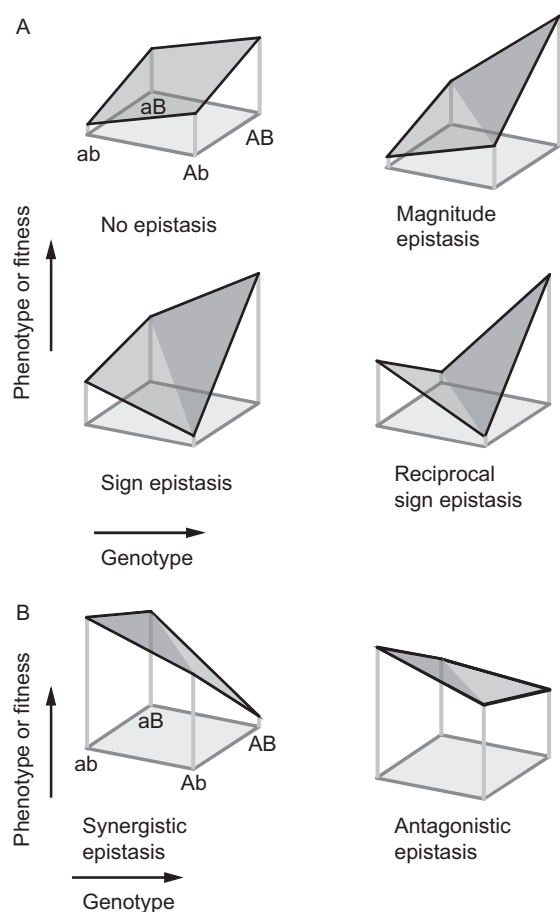 A
ab
aB
Ab
AB
No epistasis
Magnitude
epistasis
Phenotype or fitness
Sign epistasis
Reciprocal
sign epistasis
Genotype
B
ab
aB
Ab
AB
Phenotype or fitness
Synergistic
epistasis
Antagonistic
epistasis
Genotype